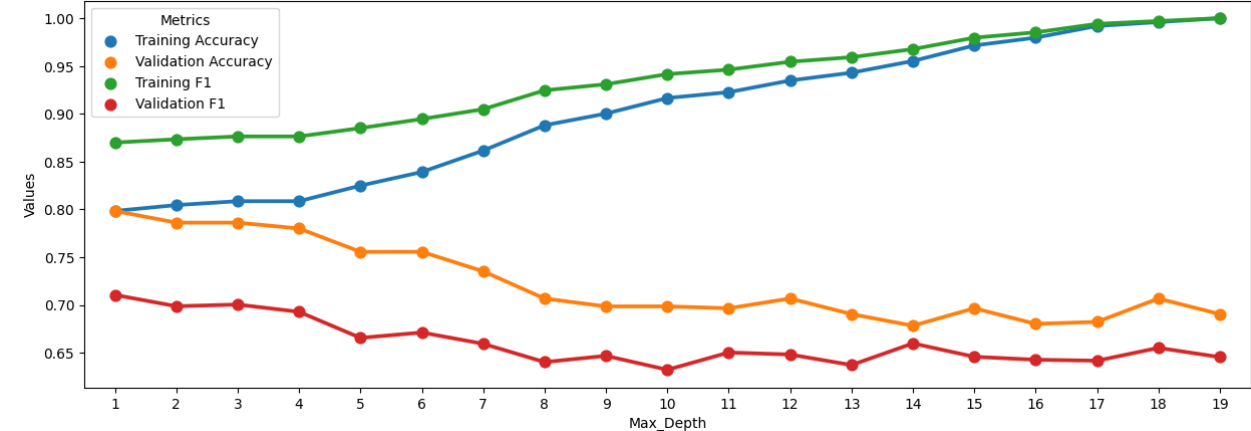 Metrics
Training Accuracy
Validation Accuracy
Training F1
Validation F1
Values
1.00
0.95
0.90
0.85
0.80
0.75
0.70
0.65
1 2 3 4 5 6 7 8 9 10 11 12 13 14 15 16 17 18 19
Max_Depth